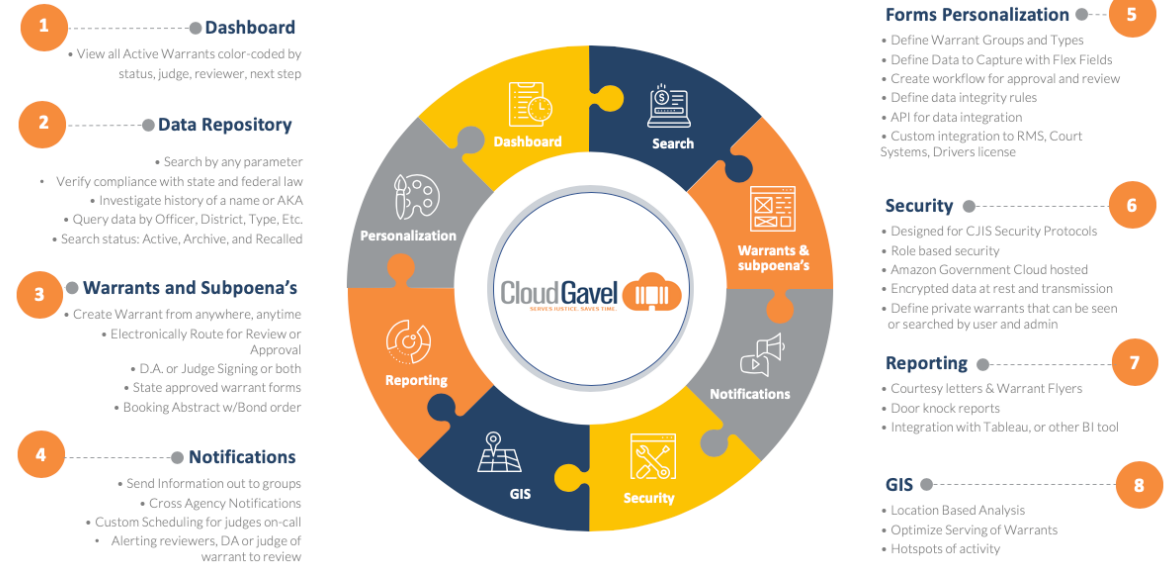 1
Dashboard
• View all Active Warrants color-coded by
status, judge, reviewer, next step
2
Data Repository
• Search by any parameter
• Verify compliance with state and federal law
• Investigate history of a name or AKA
• Query data by Officer, District, Type, Etc.
• Search status: Active, Archive, and Recalled
3
Warrants and Subpoena's
• Create Warrant from anywhere, anytime
• Electronically Route for Review or
Approval
• D.A. or Judge Signing or both
• State approved warrant forms
• Booking Abstract w/Bond order
4
Notifications
• Send Information out to groups
• Cross Agency Notifications
• Custom Scheduling for judges on-call
• Alerting reviewers, DA or judge of
warrant to review
Dashboard
Search
Personalization
Warrants &
subpoena's
CloudGavel
SERVES JUSTICE. SAVES TIME.
Reporting
Notifications
GIS
Security
Forms Personalization
5
• Define Warrant Groups and Types
• Define Data to Capture with Flex Fields
• Create workflow for approval and review
• Define data integrity rules
• API for data integration
• Custom integration to RMS, Court
Systems, Drivers license
Security
6
• Designed for CJIS Security Protocols
• Role based security
• Amazon Government Cloud hosted
• Encrypted data at rest and transmission
• Define private warrants that can be seen
or searched by user and admin
Reporting
7
• Courtesy letters & Warrant Flyers
• Door knock reports
• Integration with Tableau, or other BI tool
GIS
8
• Location Based Analysis
• Optimize Serving of Warrants
• Hotspots of activity